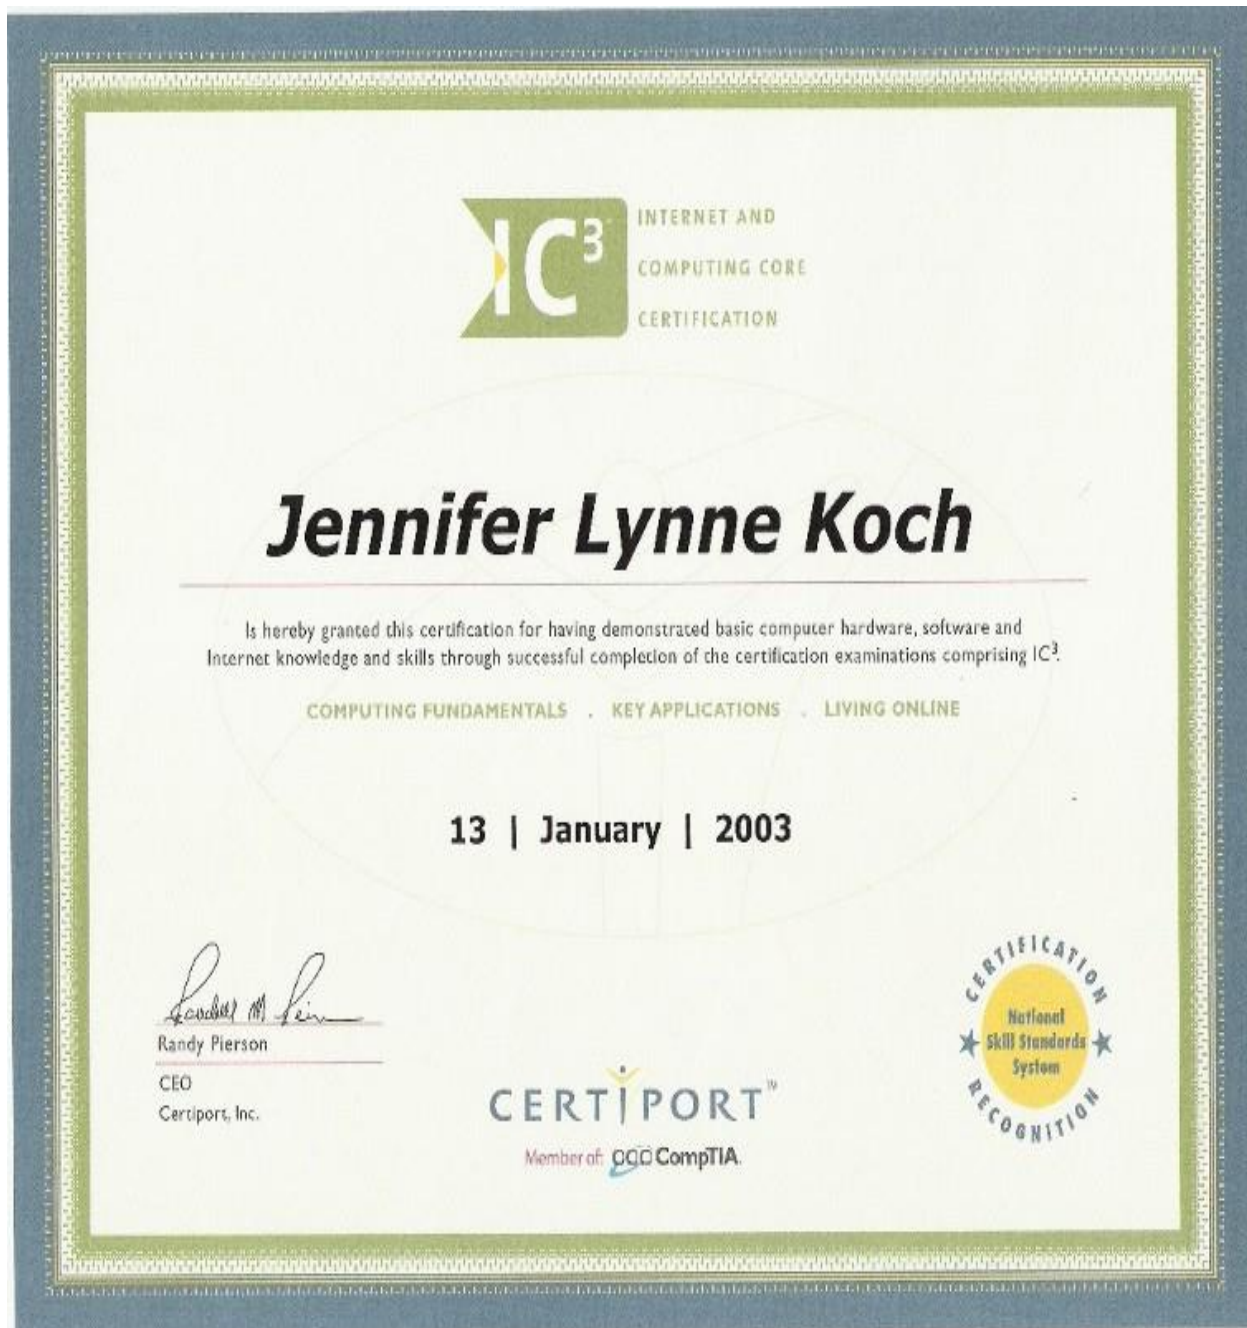 IC³
INTERNET AND
COMPUTING CORE
CERTIFICATION
Jennifer Lynne Koch
Is hereby granted this certification for having demonstrated basic computer hardware, software and
Internet knowledge and skills through successful completion of the certification examinations comprising IC³.
COMPUTING FUNDAMENTALS . KEY APPLICATIONS . LIVING ONLINE
13 | January | 2003
Randy Pierson
CEO
Certiport, Inc.
CERTIPORT™
Member of: CompTIA.
CERTIFICATION
National
Skill Standards
System
RECOGNITION